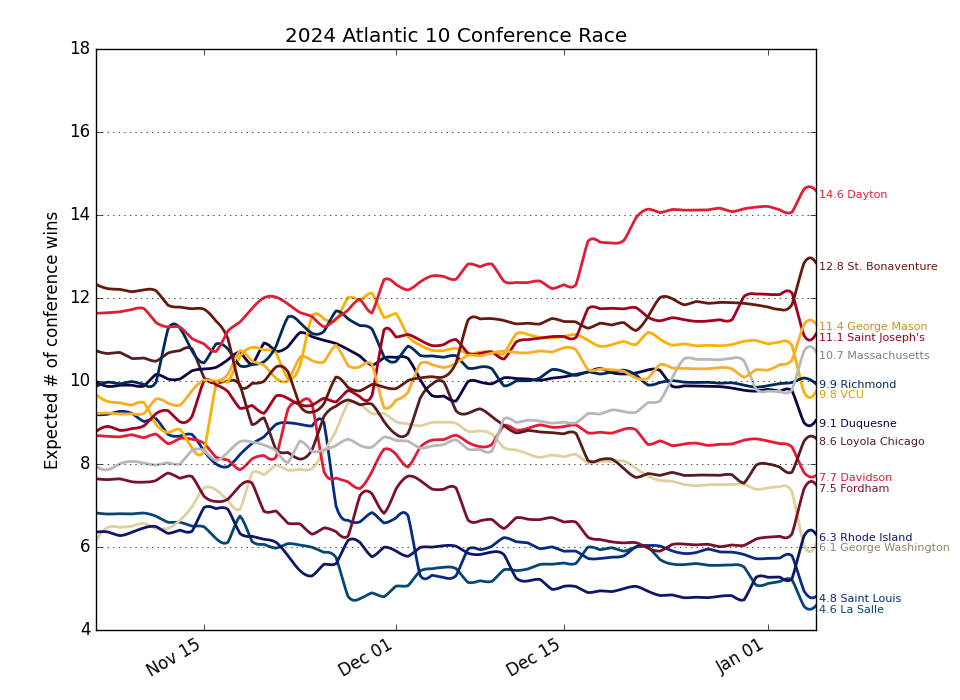 2024 Atlantic 10 Conference Race
Expected # of conference wins
18
16
14
12
10
8
6
4
Nov 15
Dec 01
Dec 15
Jan 01
14.6 Dayton
12.8 St. Bonaventure
11.4 George Mason
11.1 Saint Joseph's
10.7 Massachusetts
9.9 Richmond
9.8 VCU
9.1 Duquesne
8.6 Loyola Chicago
7.7 Davidson
7.5 Fordham
6.3 Rhode Island
6.1 George Washington
4.8 Saint Louis
4.6 La Salle